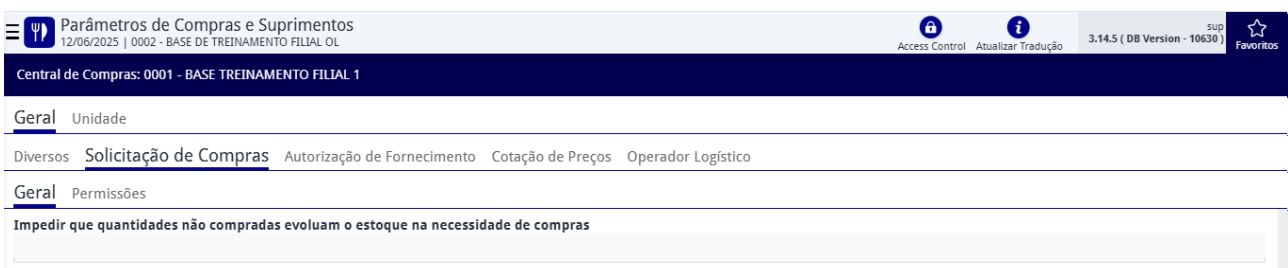 Parâmetros de Compras e Suprimentos
12/06/2025 | 0002 - BASE DE TREINAMENTO FILIAL OL
Access Control
Atualizar Tradução
sup
3.14.5 ( DB Version - 10630 )
Favoritos
Central de Compras: 0001 - BASE TREINAMENTO FILIAL 1
Geral Unidade
Diversos Solicitação de Compras Autorização de Fornecimento Cotação de Preços Operador Logístico
Geral Permissões
Impedir que quantidades não compradas evoluam o estoque na necessidade de compras